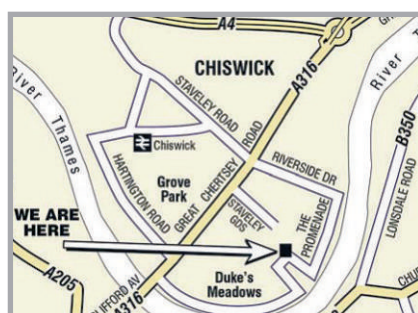 A4
CHISWICK
A316
River
River Thames
STAVELEY ROAD
B350
Chiswick
GREAT CHERTSEY ROAD
RIVERSIDE DR
LONSDALE ROAD
HARTINGTON ROAD
Grove
Park
STAVELEY
GDS
THE
PROMENADE
WE ARE
HERE
A205
Duke's
Meadows
A316